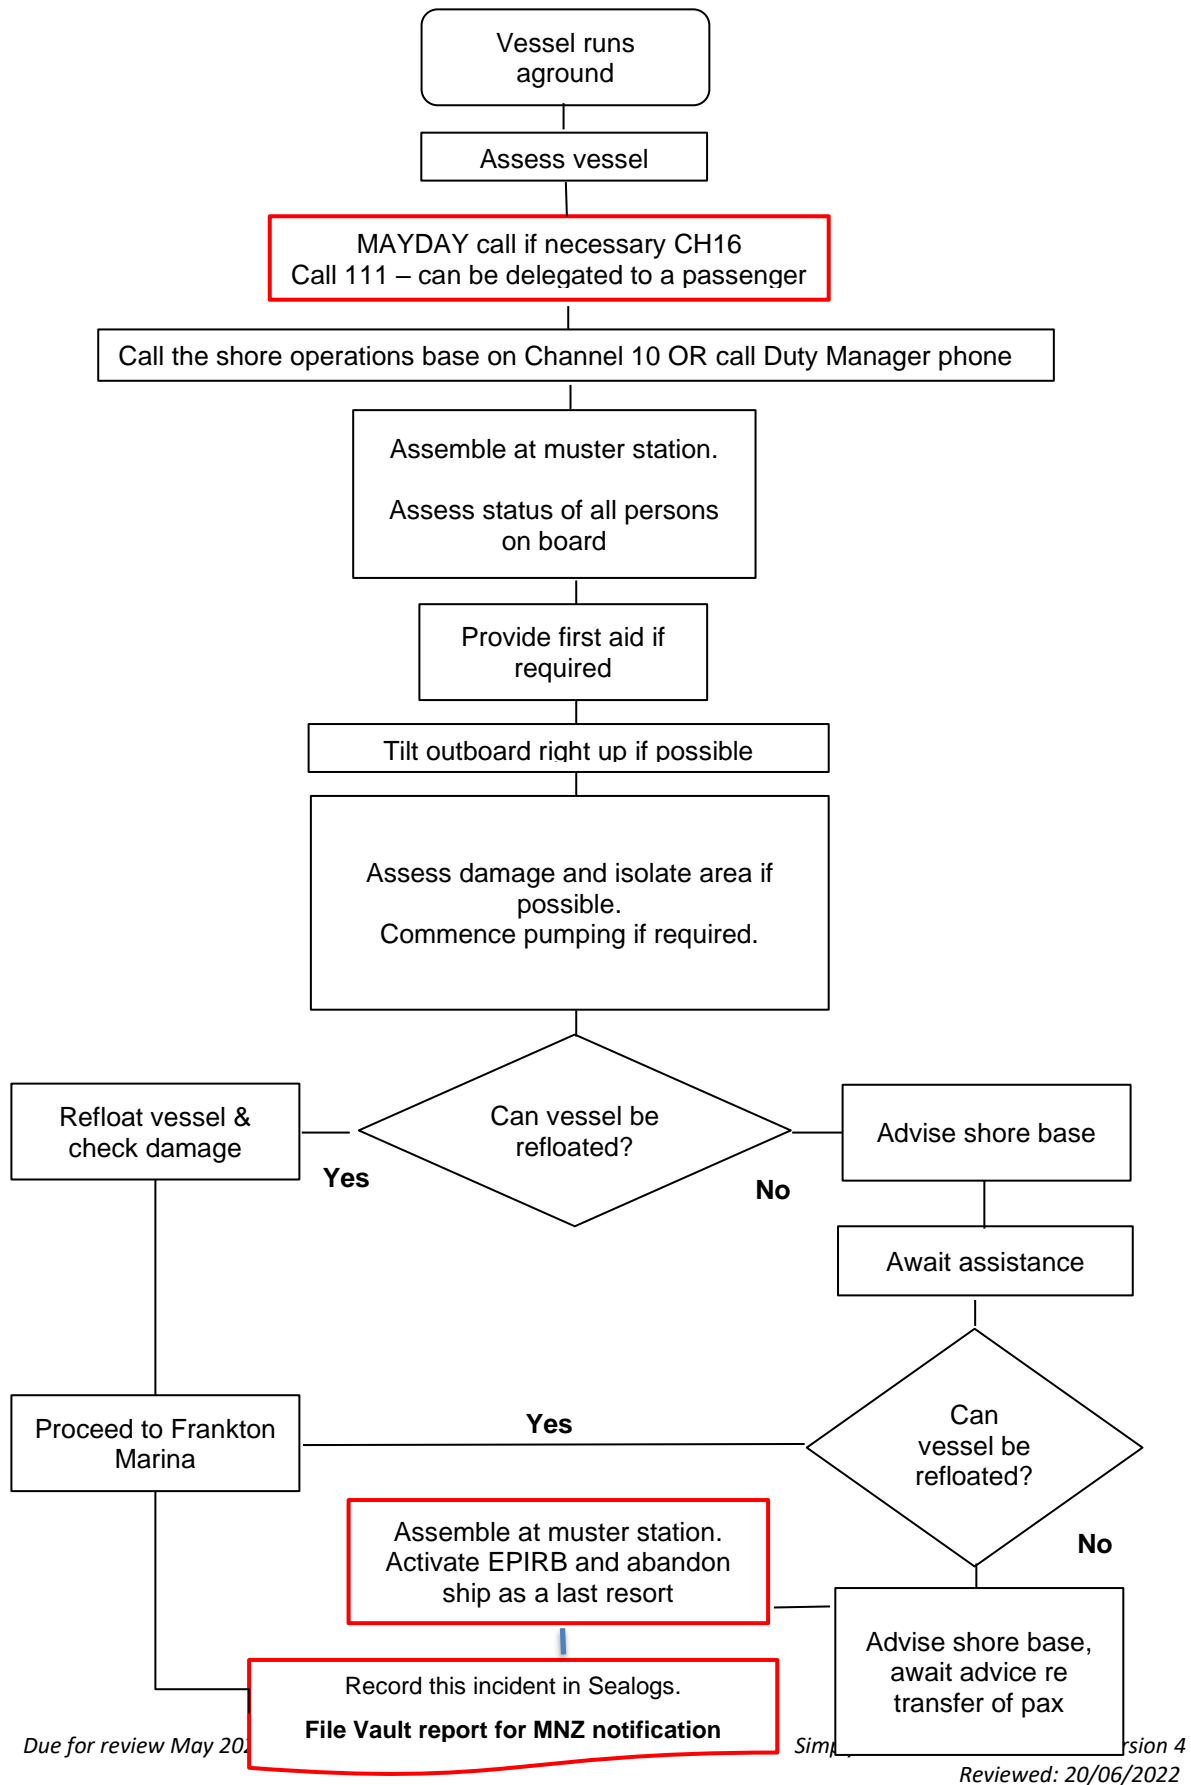 Vessel runs
aground
Assess vessel
MAYDAY call if necessary CH16
Call 111 – can be delegated to a passenger
Call the shore operations base on Channel 10 OR call Duty Manager phone
Assemble at muster station.
Assess status of all persons
on board
Provide first aid if
required
Tilt outboard right up if possible
Assess damage and isolate area if
possible.
Commence pumping if required.
Can vessel be
refloated?
Yes
No
Refloat vessel &
check damage
Advise shore base
Await assistance
Can
vessel be
refloated?
Yes
No
Proceed to Frankton
Marina
Assemble at muster station.
Activate EPIRB and abandon
ship as a last resort
Advise shore base,
await advice re
transfer of pax
Record this incident in Sealogs.
File Vault report for MNZ notification
Due for review May
4
Reviewed: 20/06/2022